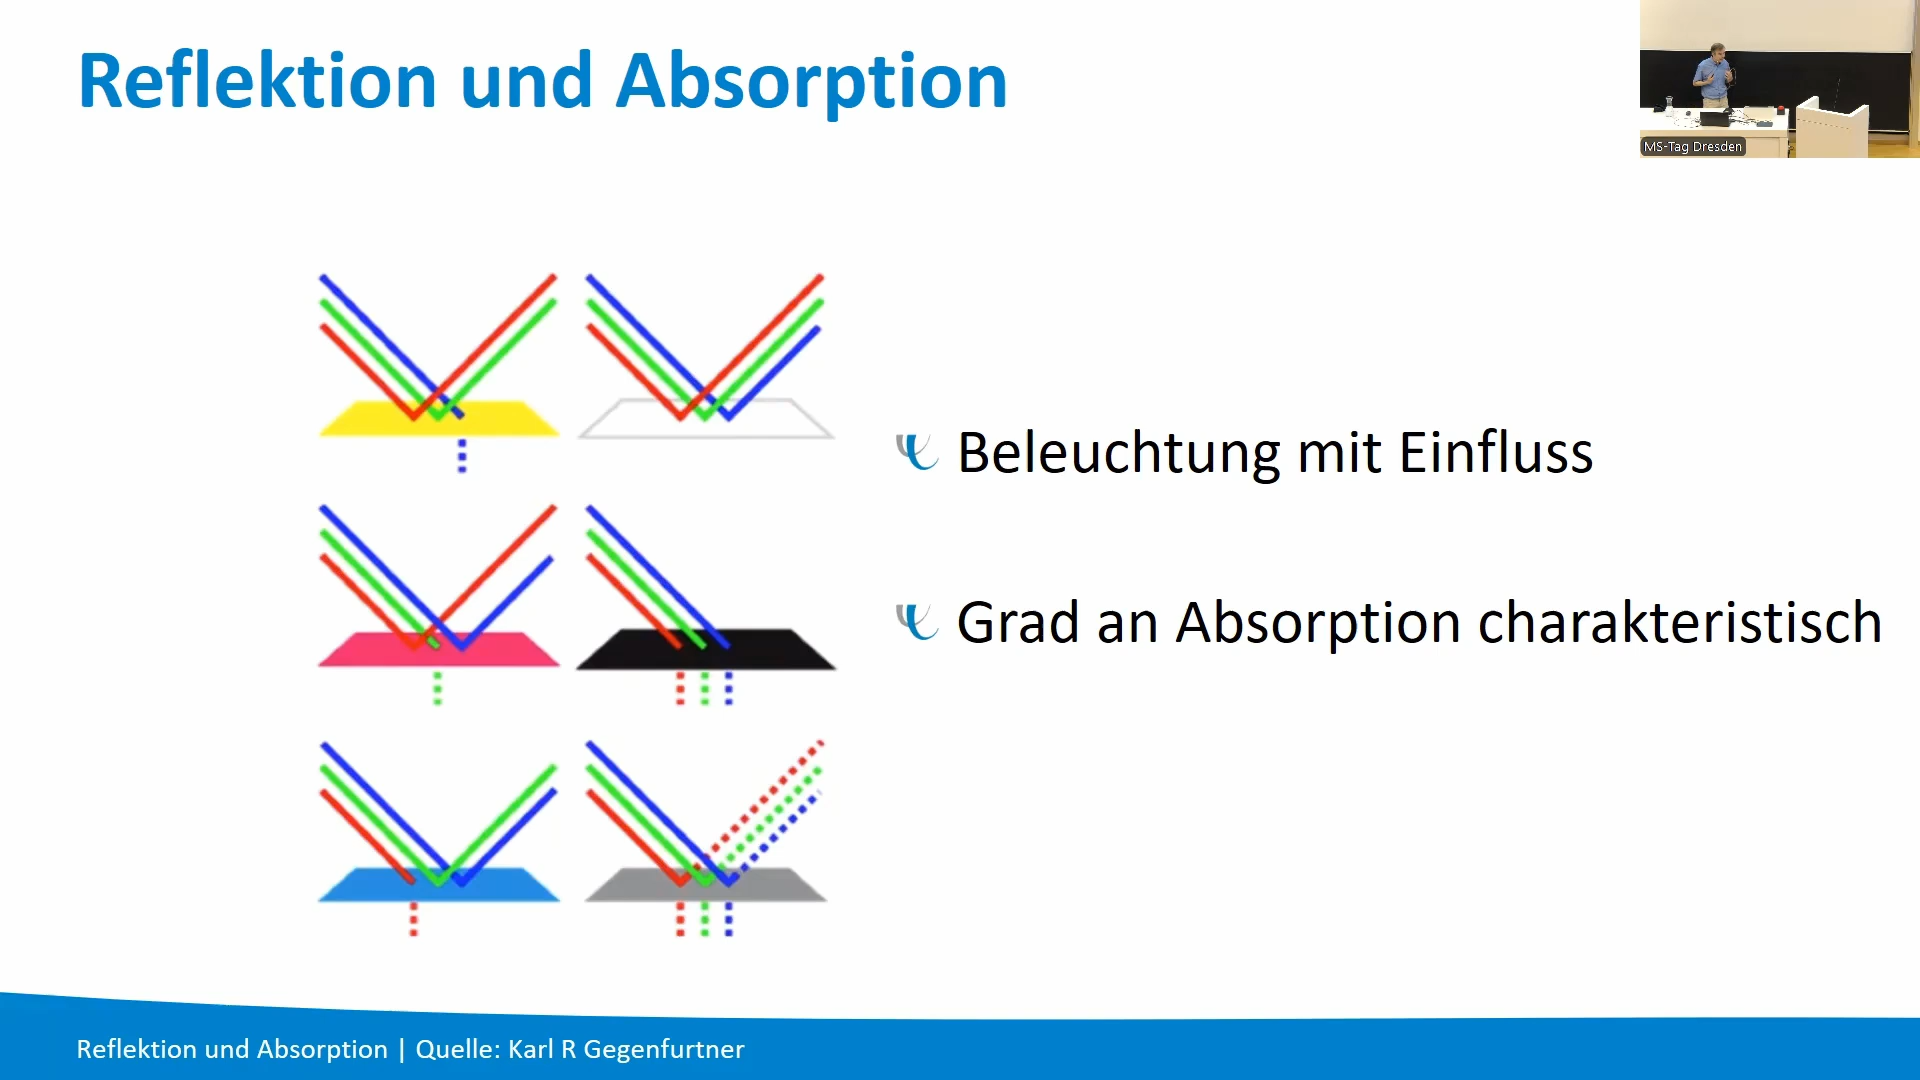 Reflektion und Absorption
MS-Tag Dresden
Beleuchtung mit Einfluss
Grad an Absorption charakteristisch
Reflektion und Absorption | Quelle: Karl R Gegenfurtner